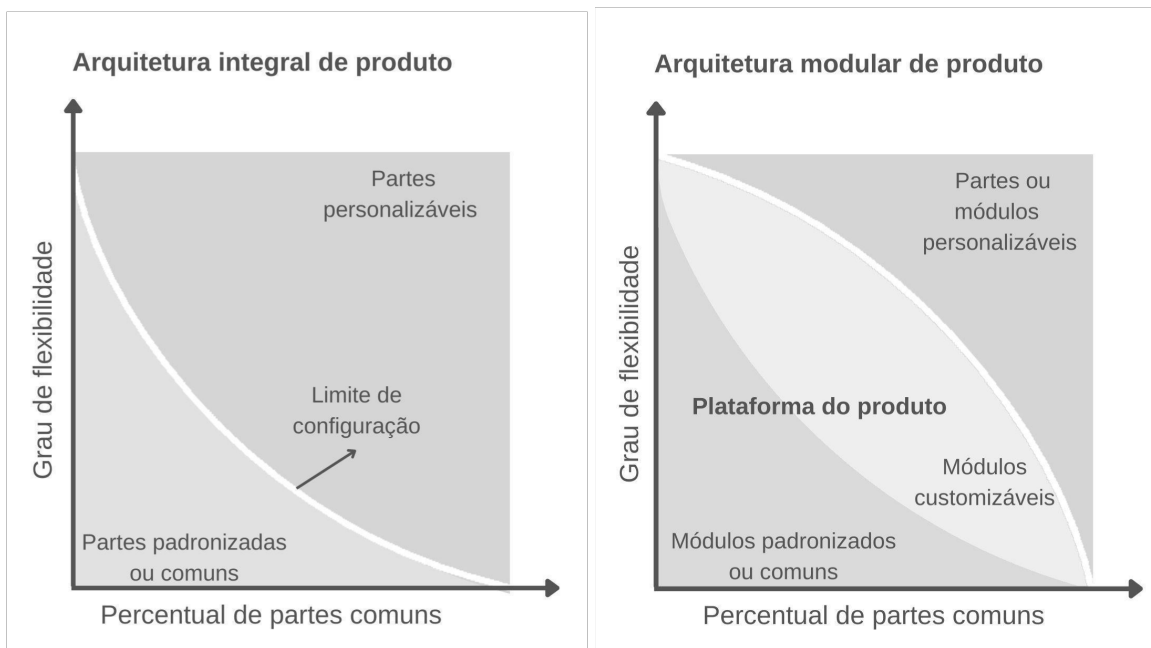 Arquitetura integral de produto
Grau de flexibilidade
Partes
personalizáveis
Limite de
configuração
Partes padronizadas
ou comuns
Percentual de partes comuns
Arquitetura modular de produto
Grau de flexibilidade
Partes ou
módulos
personalizáveis
Plataforma do produto
Módulos
customizáveis
Módulos padronizados
ou comuns
Percentual de partes comuns